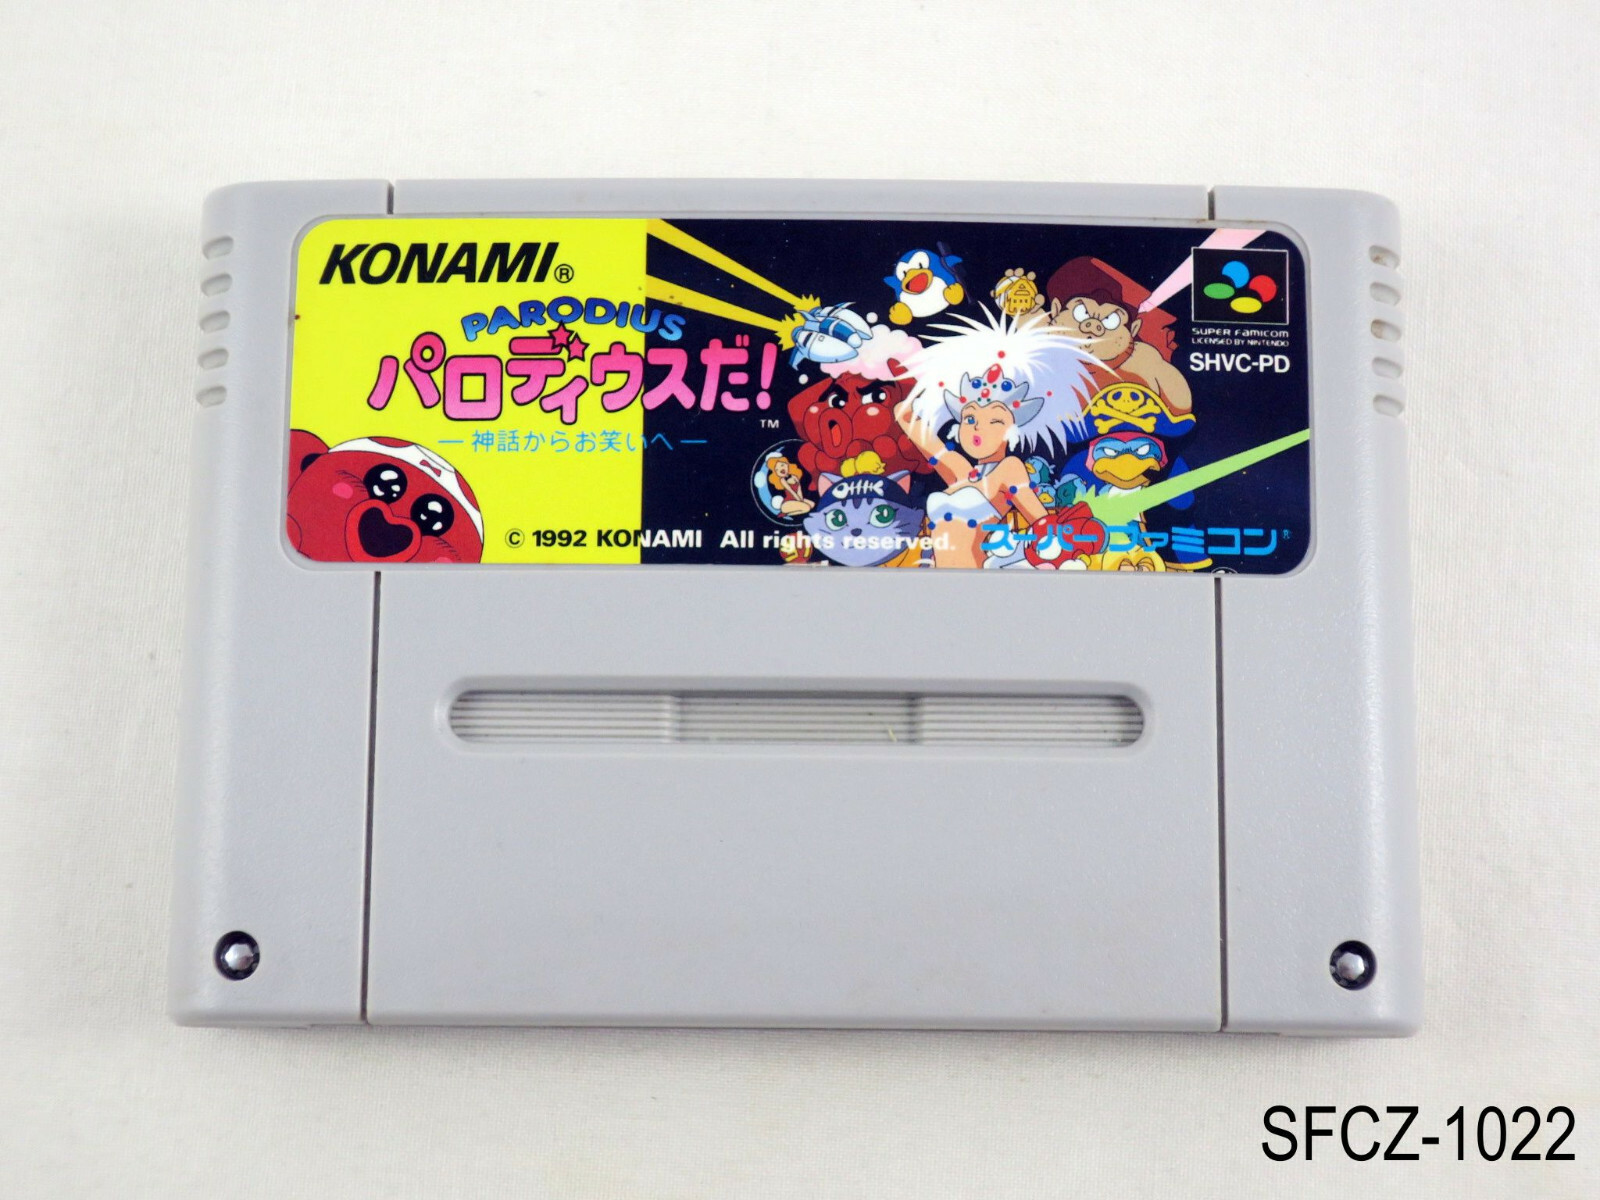 KONAMI®
PARODIUS
パロディウスだ!
TM
—神話からお笑いへ—
© 1992 KONAMI All rights reserved.
SUPER FAMICOM
LICENSED BY NINTENDO
SHVC-PD
スーパーファミコン®
SFCZ-1022